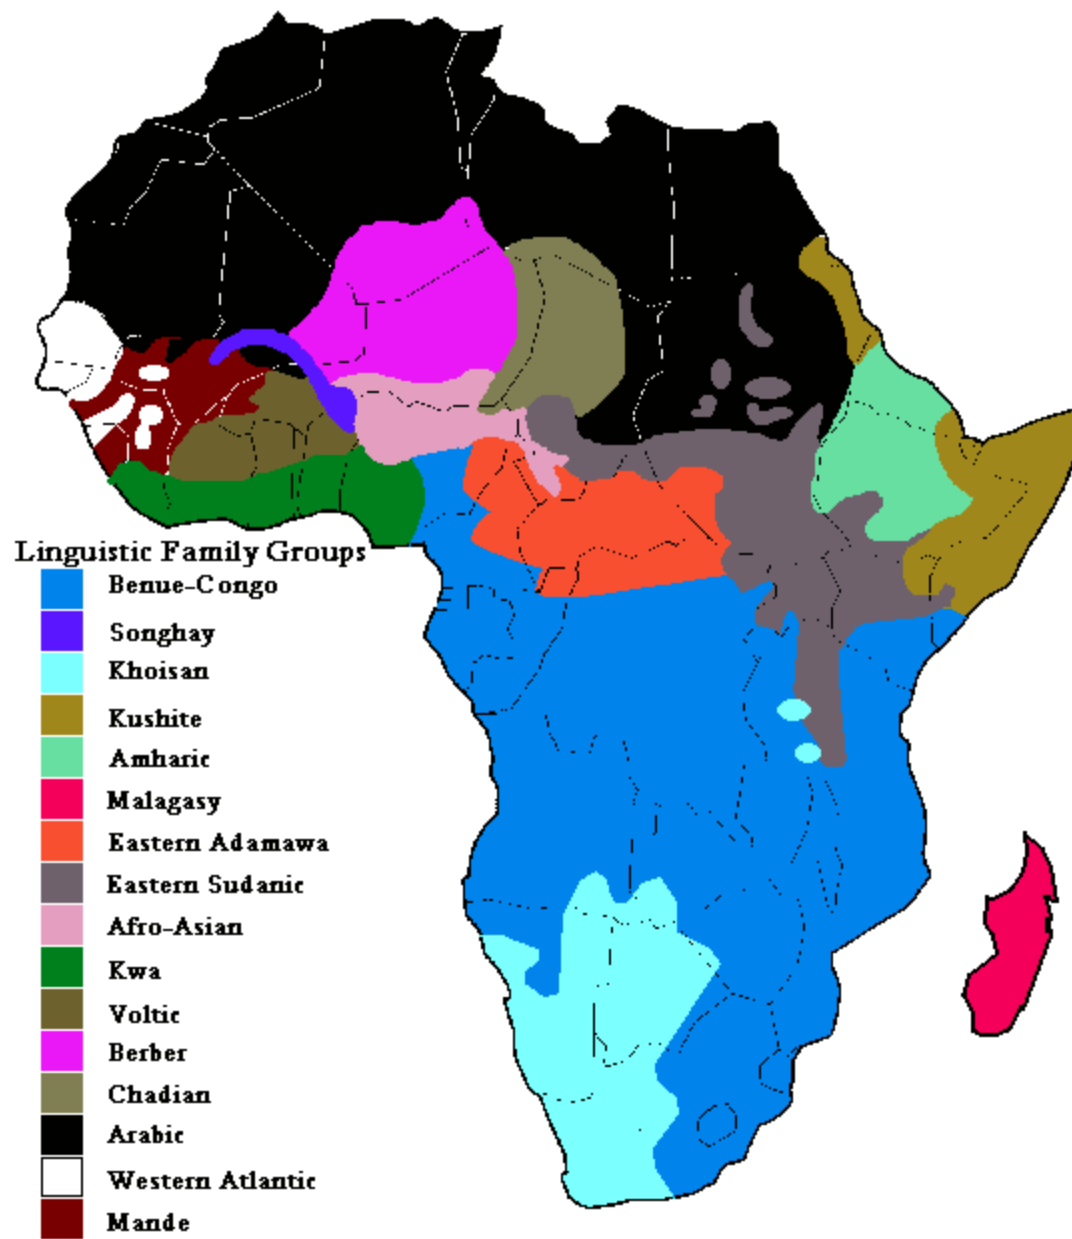 Linguistic Family Groups
Benue-Congo
Songhay
Khoisan
Kushite
Amharic
Malagasy
Eastern Adamawa
Eastern Sudanic
Afro-Asian
Kwa
Voltic
Berber
Chadian
Arabic
Western Atlantic
Mande